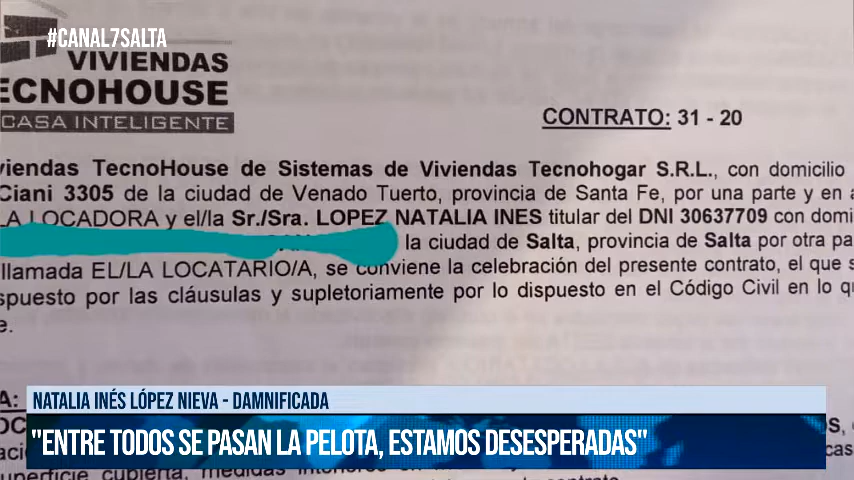 #CANAL7SALTA
VIVIENDAS
ECNOHOUSE
CASA INTELIGENTE
CONTRATO: 31 - 20
viendas TecnoHouse de Sistemas de Viviendas Tecnohogar S.R.L., con domicilio
Ciani 3305 de la ciudad de Venado Tuerto, provincia de Santa Fe, por una parte y en a
LA LOCADORA y el/la Sr./Sra. LOPEZ NATALIA INES titular del DNI 30637709 con domi
la ciudad de Salta, provincia de Salta por otra pa
llamada EL/LA LOCATARIO/A, se conviene la celebración del presente contrato, el que s
spuesto por las cláusulas y supletoriamente por lo dispuesto en el Código Civil en lo qu
e.
A:
NATALIA INÉS LÓPEZ NIEVA - DAMNIFICADA
"ENTRE TODOS SE PASAN LA PELOTA, ESTAMOS DESESPERADAS"